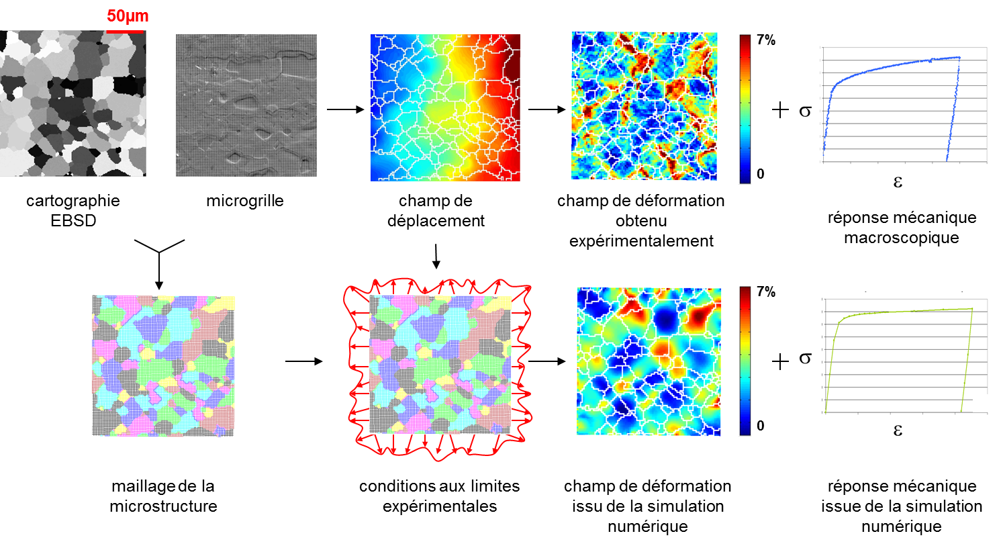 50µm
7%
0
+
σ
ε
cartographie
EBSD
microgrille
champ de
déplacement
champ de déformation
obtenu
expérimentalement
réponse mécanique
macroscopique
7%
0
+
σ
ε
maillage de la
microstructure
conditions aux limites
expérimentales
champ de déformation
issu de la simulation
numérique
réponse mécanique
issue de la simulation
numérique